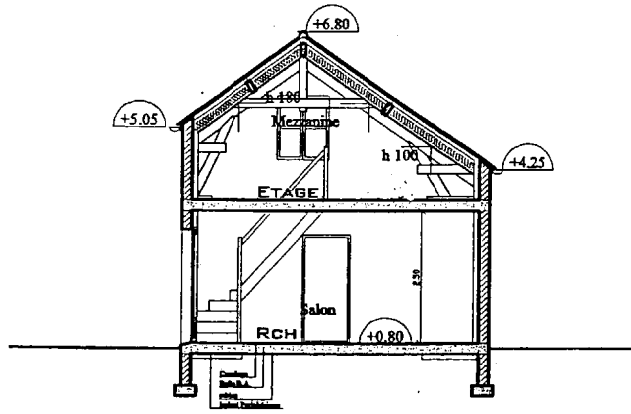 +6.80
h 180
+5.05
Mezzanine
h 100
+4.25
ETAGE
2.50
Salon
RCH
+0.80